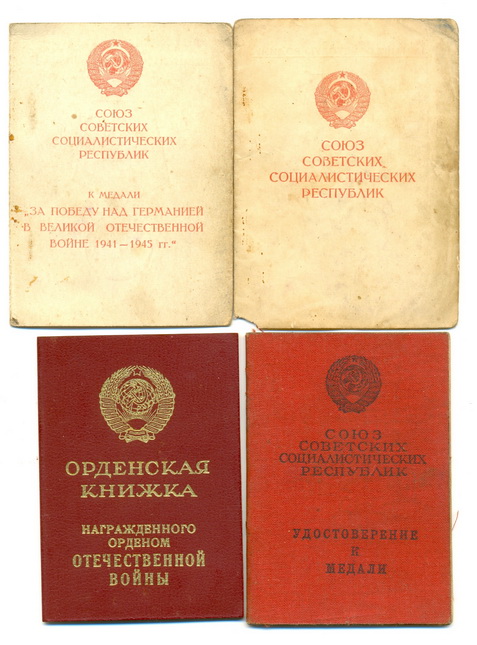 СОЮЗ
СОВЕТСКИХ
СОЦИАЛИСТИЧЕСКИХ
РЕСПУБЛИК
К МЕДАЛИ
„ЗА ПОБЕДУ НАД ГЕРМАНИЕЙ
В ВЕЛИКОЙ ОТЕЧЕСТВЕННОЙ
ВОЙНЕ 1941—1945 гг.“
СОЮЗ
СОВЕТСКИХ
СОЦИАЛИСТИЧЕСКИХ
РЕСПУБЛИК
ОРДЕНСКАЯ
КНИЖКА
НАГРАЖДЕННОГО
ОРДЕНОМ
ОТЕЧЕСТВЕННОЙ
ВОЙНЫ
СОЮЗ
СОВЕТСКИХ
СОЦИАЛИСТИЧЕСКИХ
РЕСПУБЛИК
УДОСТОВЕРЕНИЕ
К
МЕДАЛИ